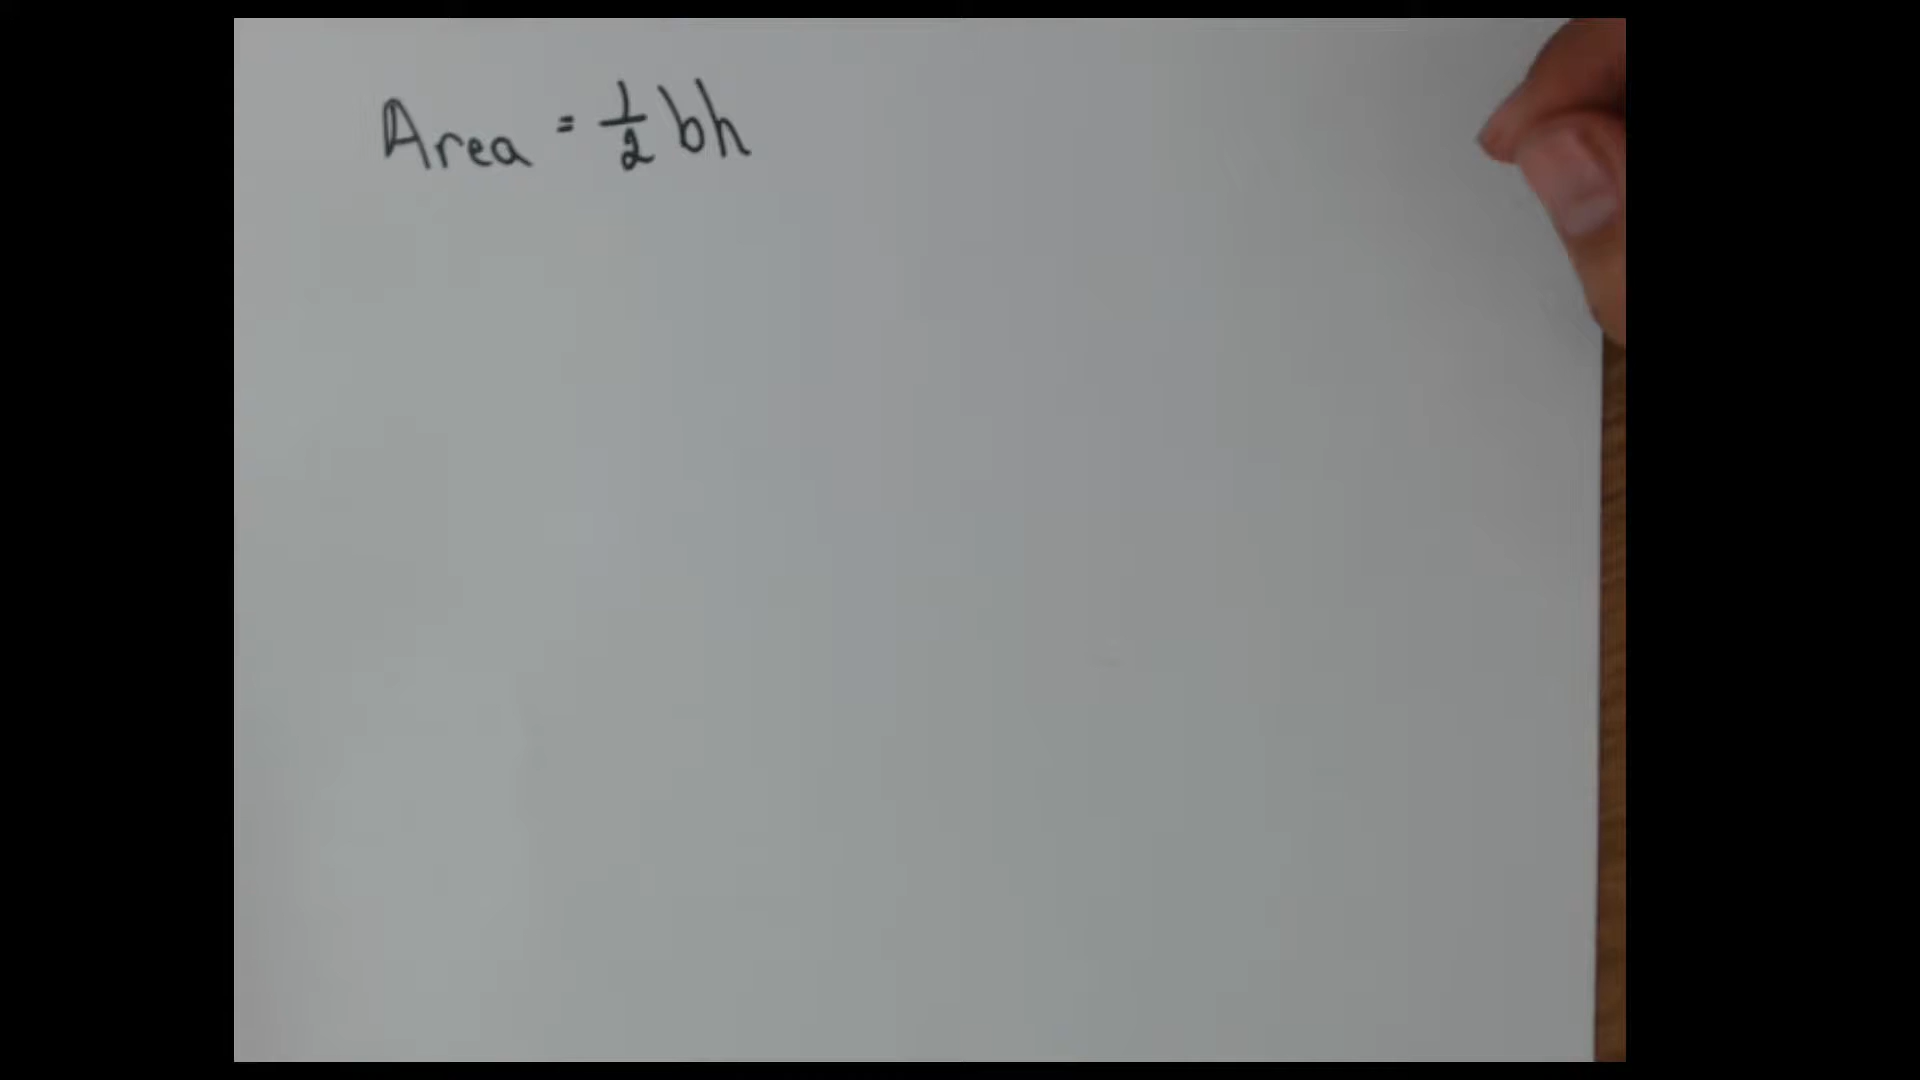 Area = 1/2 bh